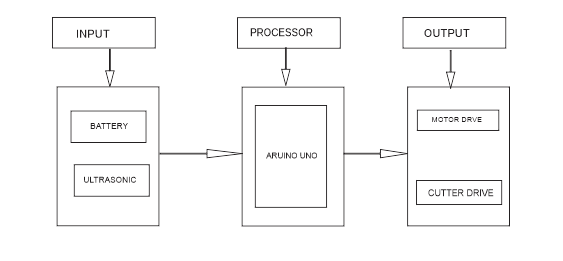 INPUT
PROCESSOR
OUTPUT
BATTERY
ULTRASONIC
ARUINO UNO
MOTOR DRVE
CUTTER DRIVE